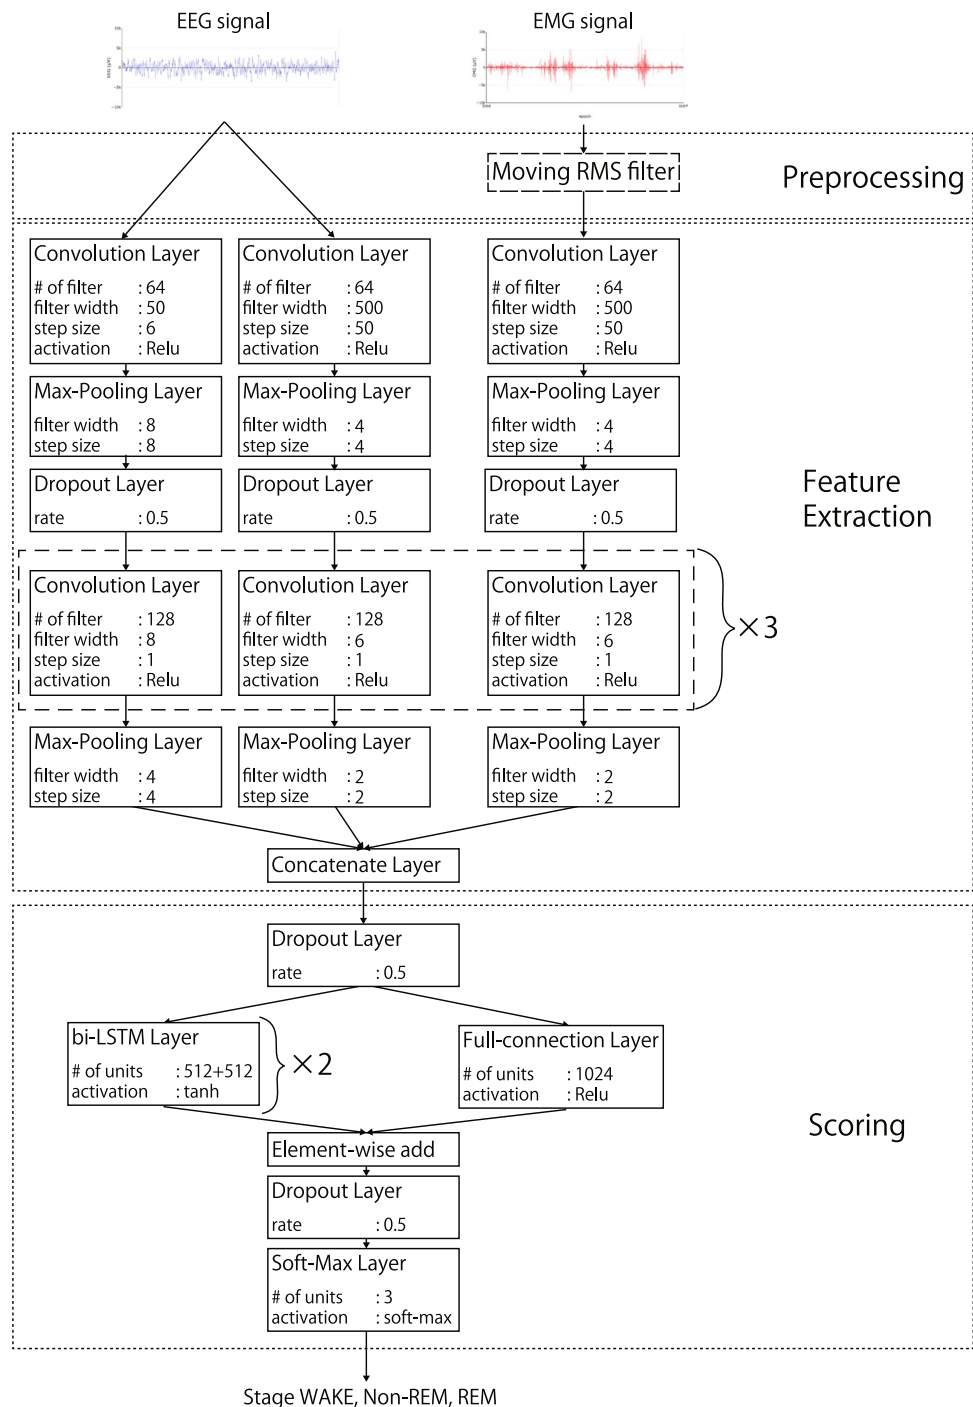 EEG signal
EMG signal
Moving RMS filter
Preprocessing
Convolution Layer
# of filter : 64
filter width : 50
step size : 6
activation : Relu
Convolution Layer
# of filter : 64
filter width : 500
step size : 50
activation : Relu
Convolution Layer
# of filter : 64
filter width : 500
step size : 50
activation : Relu
Max-Pooling Layer
filter width : 8
step size : 8
Max-Pooling Layer
filter width : 4
step size : 4
Max-Pooling Layer
filter width : 4
step size : 4
Dropout Layer
rate : 0.5
Dropout Layer
rate : 0.5
Dropout Layer
rate : 0.5
Feature
Extraction
Convolution Layer
# of filter : 128
filter width : 8
step size : 1
activation : Relu
Convolution Layer
# of filter : 128
filter width : 6
step size : 1
activation : Relu
Convolution Layer
# of filter : 128
filter width : 6
step size : 1
activation : Relu
×3
Max-Pooling Layer
filter width : 4
step size : 4
Max-Pooling Layer
filter width : 2
step size : 2
Max-Pooling Layer
filter width : 2
step size : 2
Concatenate Layer
Dropout Layer
rate : 0.5
bi-LSTM Layer
# of units : 512+512
activation : tanh
×2
Full-connection Layer
# of units : 1024
activation : Relu
Scoring
Element-wise add
Dropout Layer
rate : 0.5
Soft-Max Layer
# of units : 3
activation : soft-max
Stage WAKE, Non-REM, REM